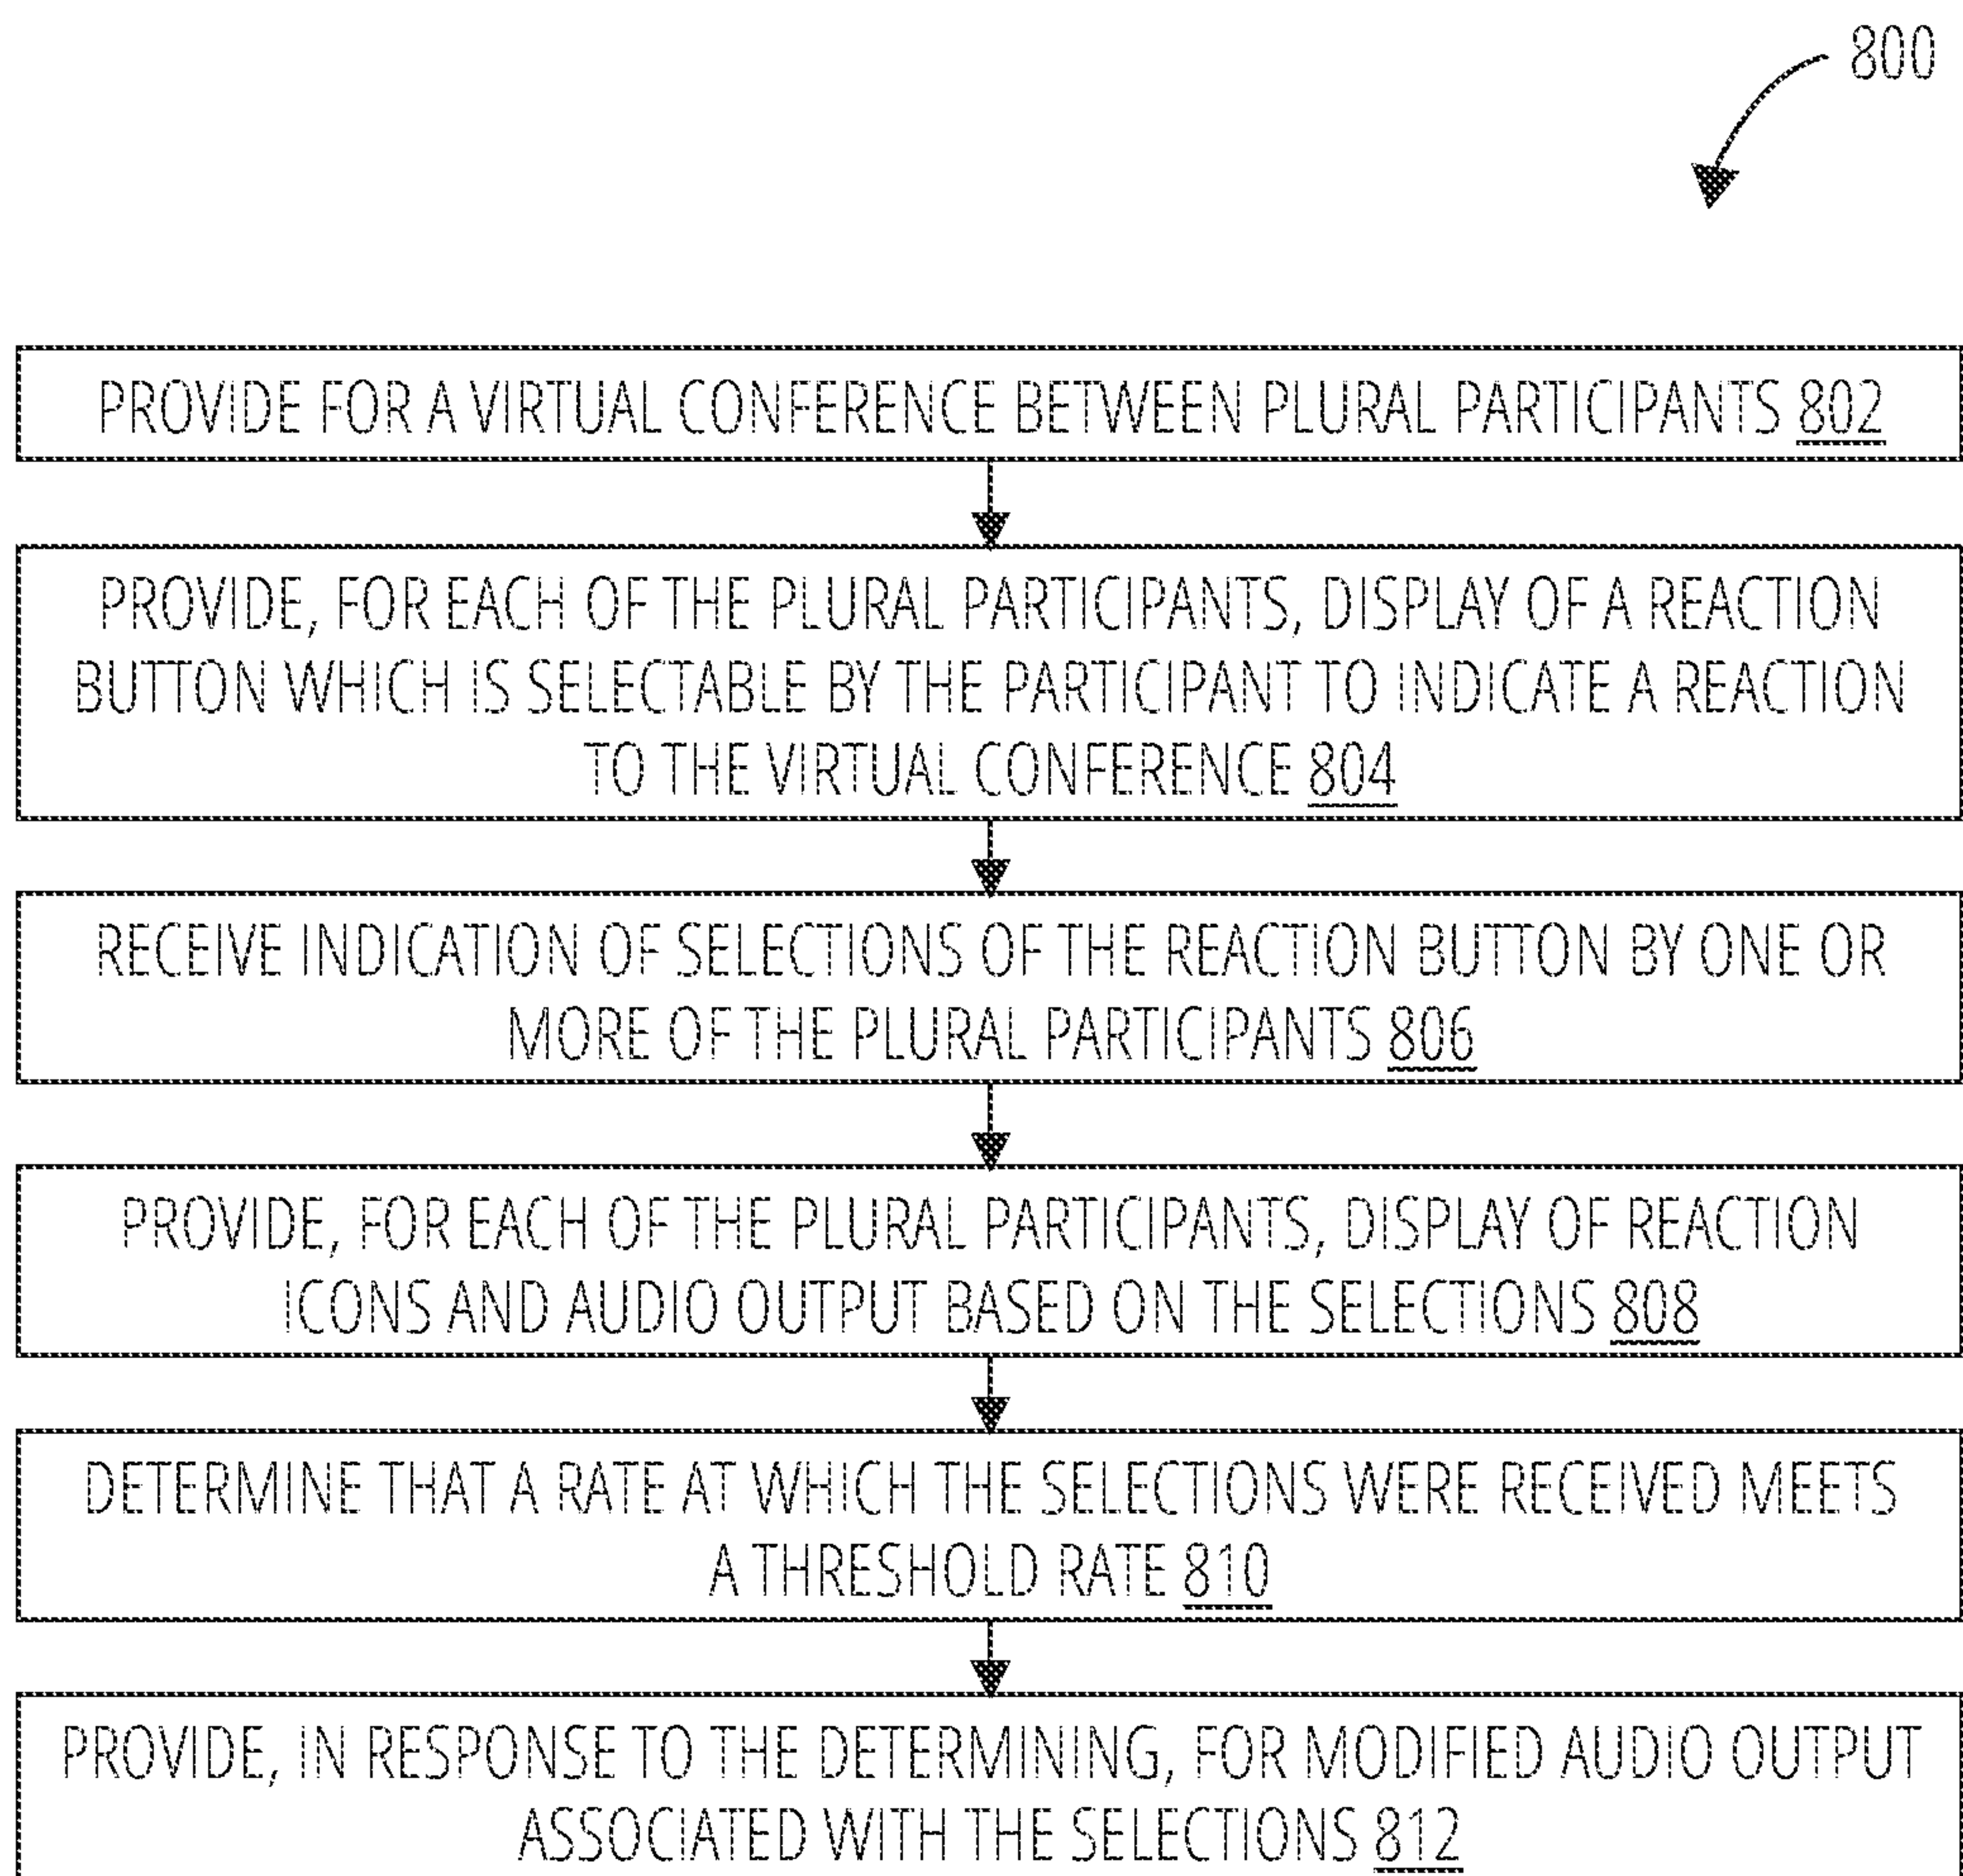 800
PROVIDE FOR A VIRTUAL CONFERENCE BETWEEN PLURAL PARTICIPANTS 802
PROVIDE, FOR EACH OF THE PLURAL PARTICIPANTS, DISPLAY OF A REACTION
BUTTON WHICH IS SELECTABLE BY THE PARTICIPANT TO INDICATE A REACTION
TO THE VIRTUAL CONFERENCE 804
RECEIVE INDICATION OF SELECTIONS OF THE REACTION BUTTON BY ONE OR
MORE OF THE PLURAL PARTICIPANTS 806
PROVIDE, FOR EACH OF THE PLURAL PARTICIPANTS, DISPLAY OF REACTION
ICONS AND AUDIO OUTPUT BASED ON THE SELECTIONS 808
DETERMINE THAT A RATE AT WHICH THE SELECTIONS WERE RECEIVED MEETS
A THRESHOLD RATE 810
PROVIDE, IN RESPONSE TO THE DETERMINING, FOR MODIFIED AUDIO OUTPUT
ASSOCIATED WITH THE SELECTIONS 812